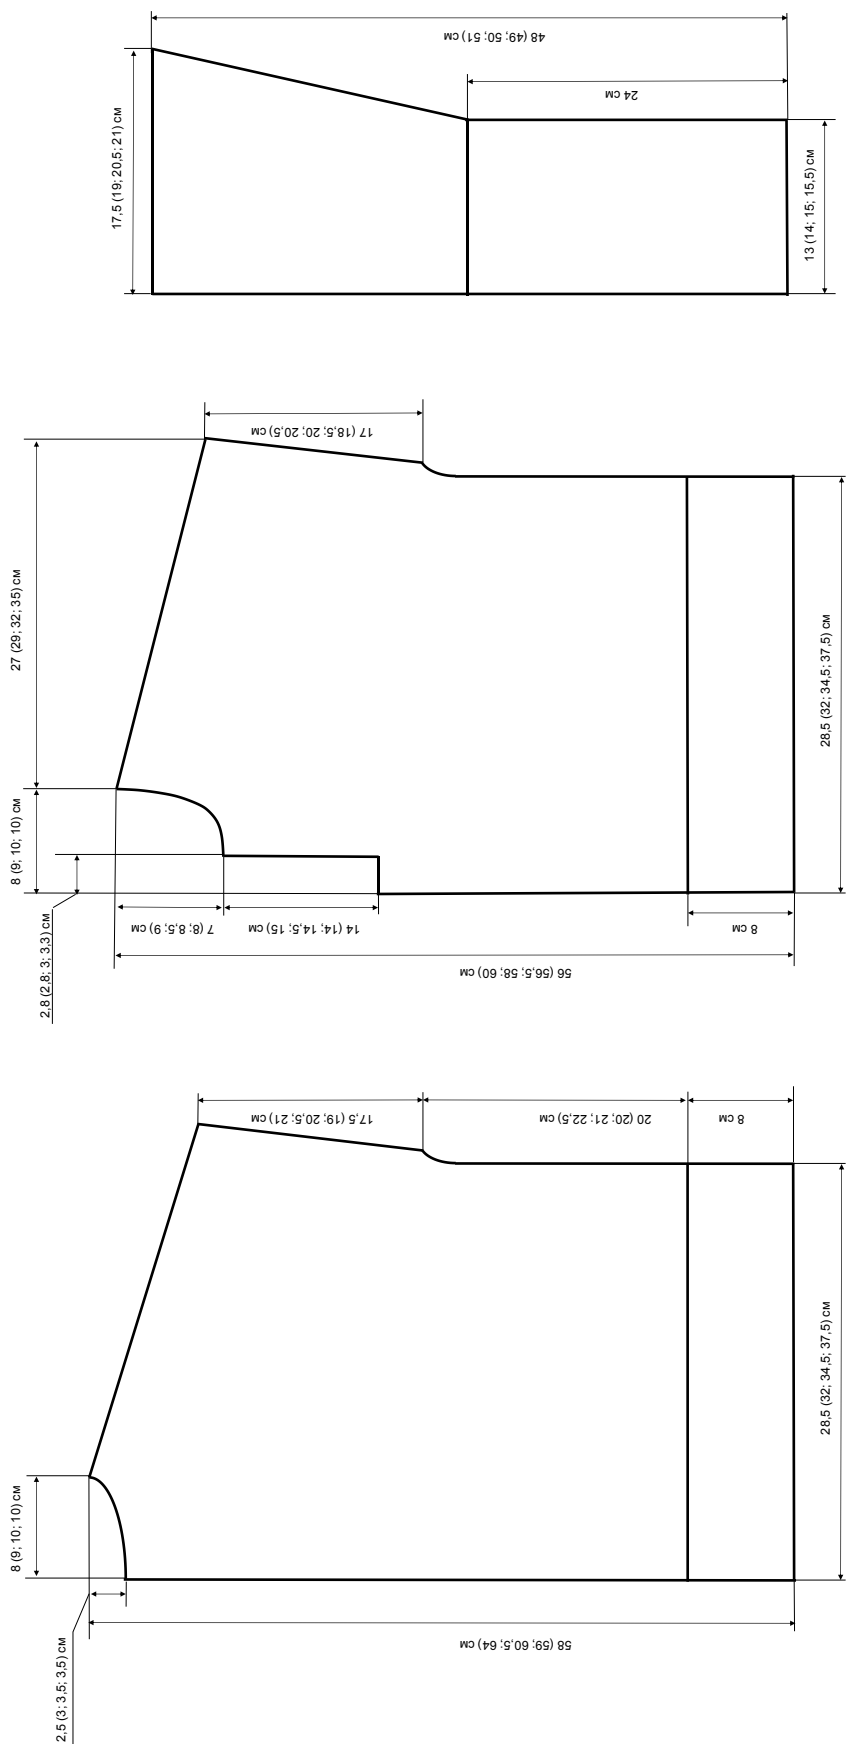 48 (49; 50; 51) см
24 см
17,5 (19; 20,5; 21) см
13 (14; 15; 15,5) см
17 (18,5; 20; 20,5) см
27 (29; 32; 35) см
28,5 (32; 34,5; 37,5) см
8 (9; 10; 10) см
2,8 (2,8; 3; 3,3) см
7 (8; 8,5; 9) см
14 (14; 14,5; 15) см
8 см
56 (56,5; 58; 60) см
17,5 (19; 20,5; 21) см
20 (20; 21; 22,5) см
8 см
28,5 (32; 34,5; 37,5) см
8 (9; 10; 10) см
58 (59; 60,5; 64) см
2,5 (3; 3,5; 3,5) см